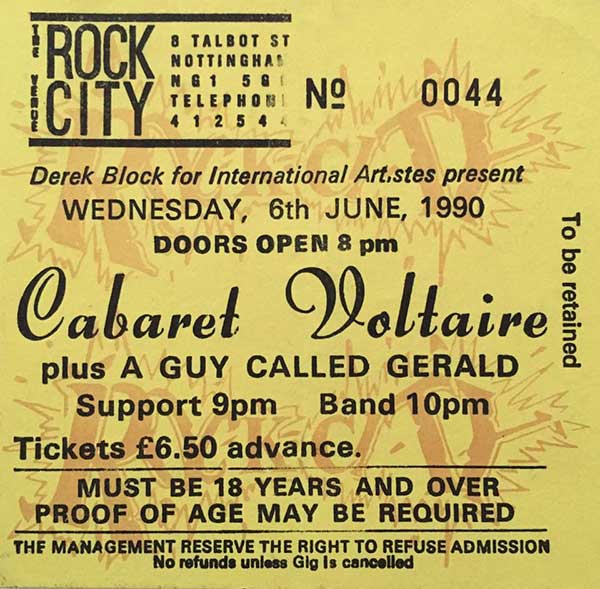 THE VENUE
ROCK CITY
8 TALBOT ST
NOTTINGHAM
NG1 5G
TELEPHON
41254
Nº 0044
Derek Block for International Art.stes present
WEDNESDAY, 6th JUNE, 1990
DOORS OPEN 8 pm
Cabaret Voltaire
plus A GUY CALLED GERALD
Support 9pm Band 10pm
Tickets £6.50 advance.
To be retained
MUST BE 18 YEARS AND OVER
PROOF OF AGE MAY BE REQUIRED
THE MANAGEMENT RESERVE THE RIGHT TO REFUSE ADMISSION
No refunds unless Gig Is cancelled